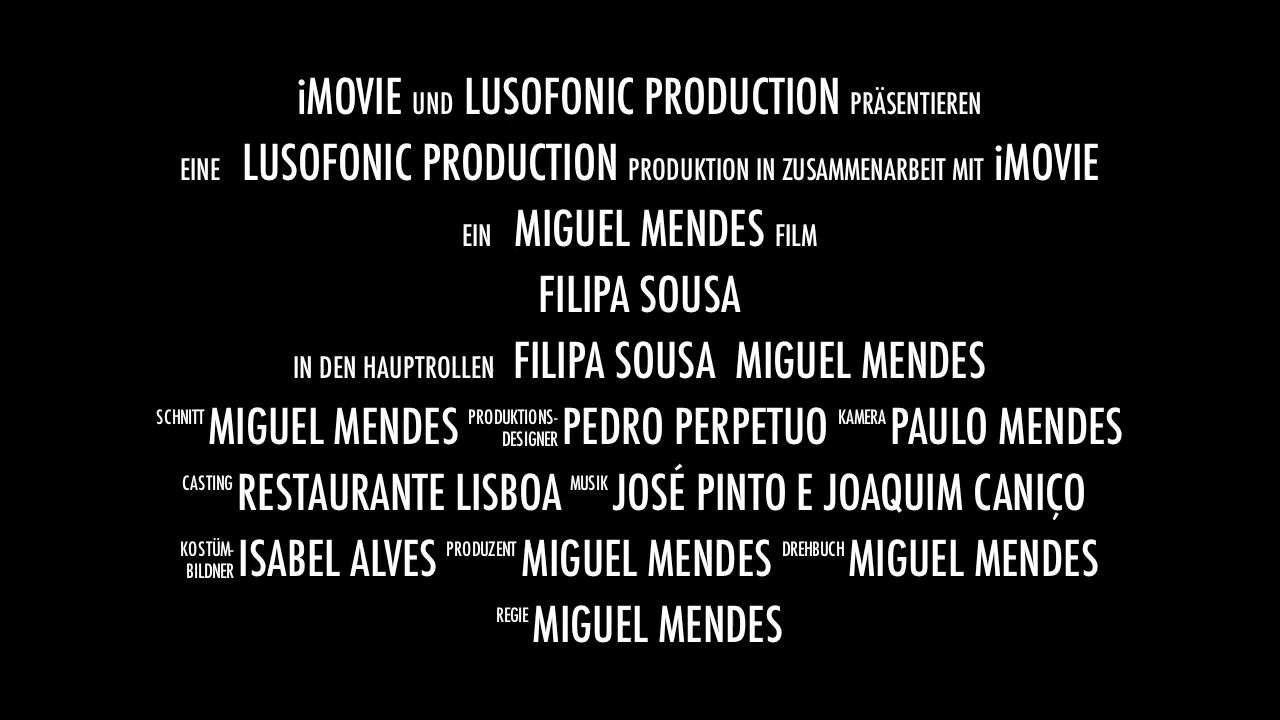 iMOVIE UND LUSOFONIC PRODUCTION PRÄSENTIEREN
EINE LUSOFONIC PRODUCTION PRODUKTION IN ZUSAMMENARBEIT MIT iMOVIE
EIN MIGUEL MENDES FILM
FILIPA SOUSA
IN DEN HAUPTROLLEN FILIPA SOUSA MIGUEL MENDES
SCHNITT MIGUEL MENDES PRODUKTIONS-DESIGNER PEDRO PERPETUO KAMERA PAULO MENDES
CASTING RESTAURANTE LISBOA MUSIK JOSÉ PINTO E JOAQUIM CANIÇO
KOSTÜM-BILDNER ISABEL ALVES PRODUZENT MIGUEL MENDES DREHBUCH MIGUEL MENDES
REGIE MIGUEL MENDES